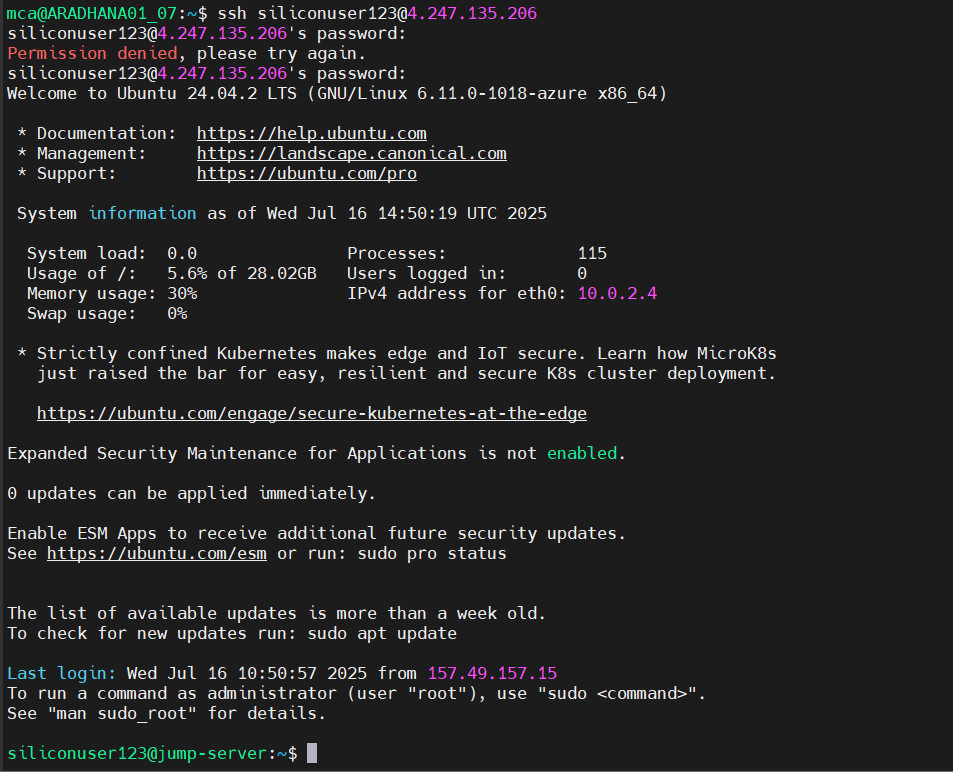 mca@ARADHANA01_07:~$ ssh siliconuser123@4.247.135.206
siliconuser123@4.247.135.206's password:
Permission denied, please try again.
siliconuser123@4.247.135.206's password:
Welcome to Ubuntu 24.04.2 LTS (GNU/Linux 6.11.0-1018-azure x86_64)

 * Documentation:  https://help.ubuntu.com
 * Management:     https://landscape.canonical.com
 * Support:        https://ubuntu.com/pro

 System information as of Wed Jul 16 14:50:19 UTC 2025

  System load:  0.0               Processes:             115
  Usage of /:   5.6% of 28.02GB   Users logged in:       0
  Memory usage: 30%               IPv4 address for eth0: 10.0.2.4
  Swap usage:   0%

 * Strictly confined Kubernetes makes edge and IoT secure. Learn how MicroK8s
   just raised the bar for easy, resilient and secure K8s cluster deployment.

   https://ubuntu.com/engage/secure-kubernetes-at-the-edge

Expanded Security Maintenance for Applications is not enabled.

0 updates can be applied immediately.

Enable ESM Apps to receive additional future security updates.
See https://ubuntu.com/esm or run: sudo pro status


The list of available updates is more than a week old.
To check for new updates run: sudo apt update

Last login: Wed Jul 16 10:50:57 2025 from 157.49.157.15
To run a command as administrator (user "root"), use "sudo <command>".
See "man sudo_root" for details.

siliconuser123@jump-server:~$